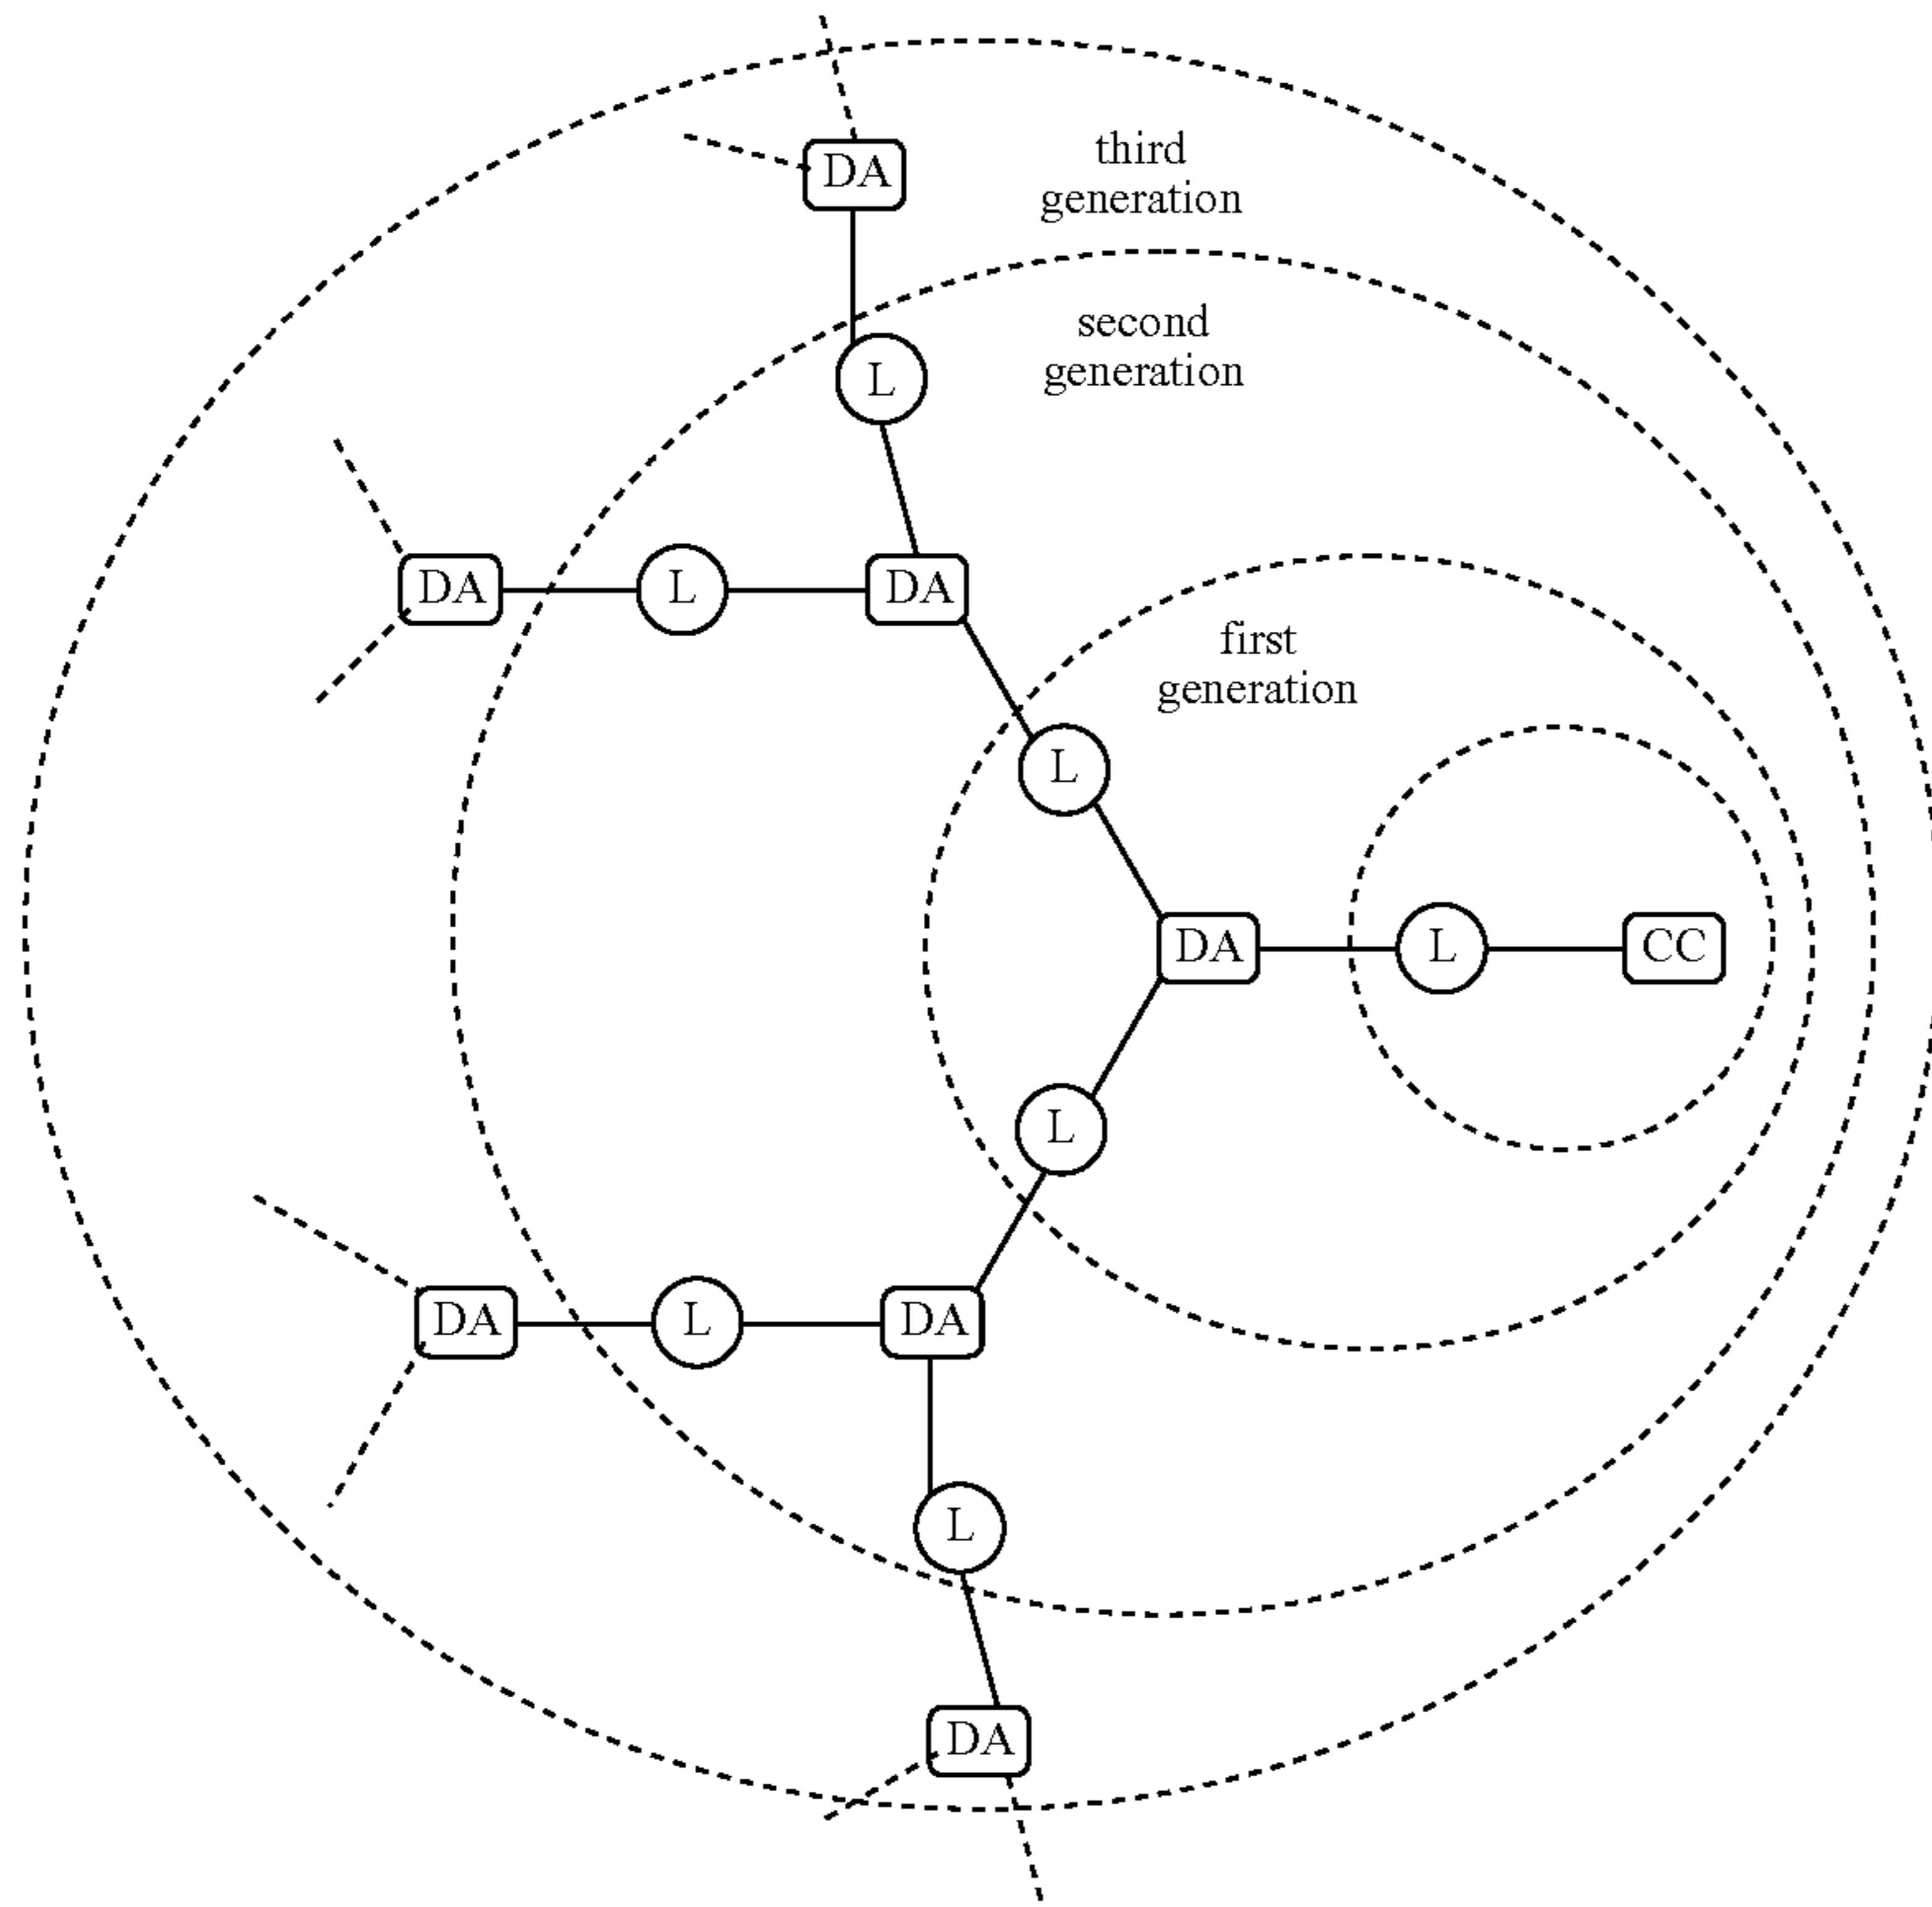 DA
third
generation
second
generation
L
DA
L
DA
first
generation
L
DA
L
CC
L
DA
L
DA
L
DA